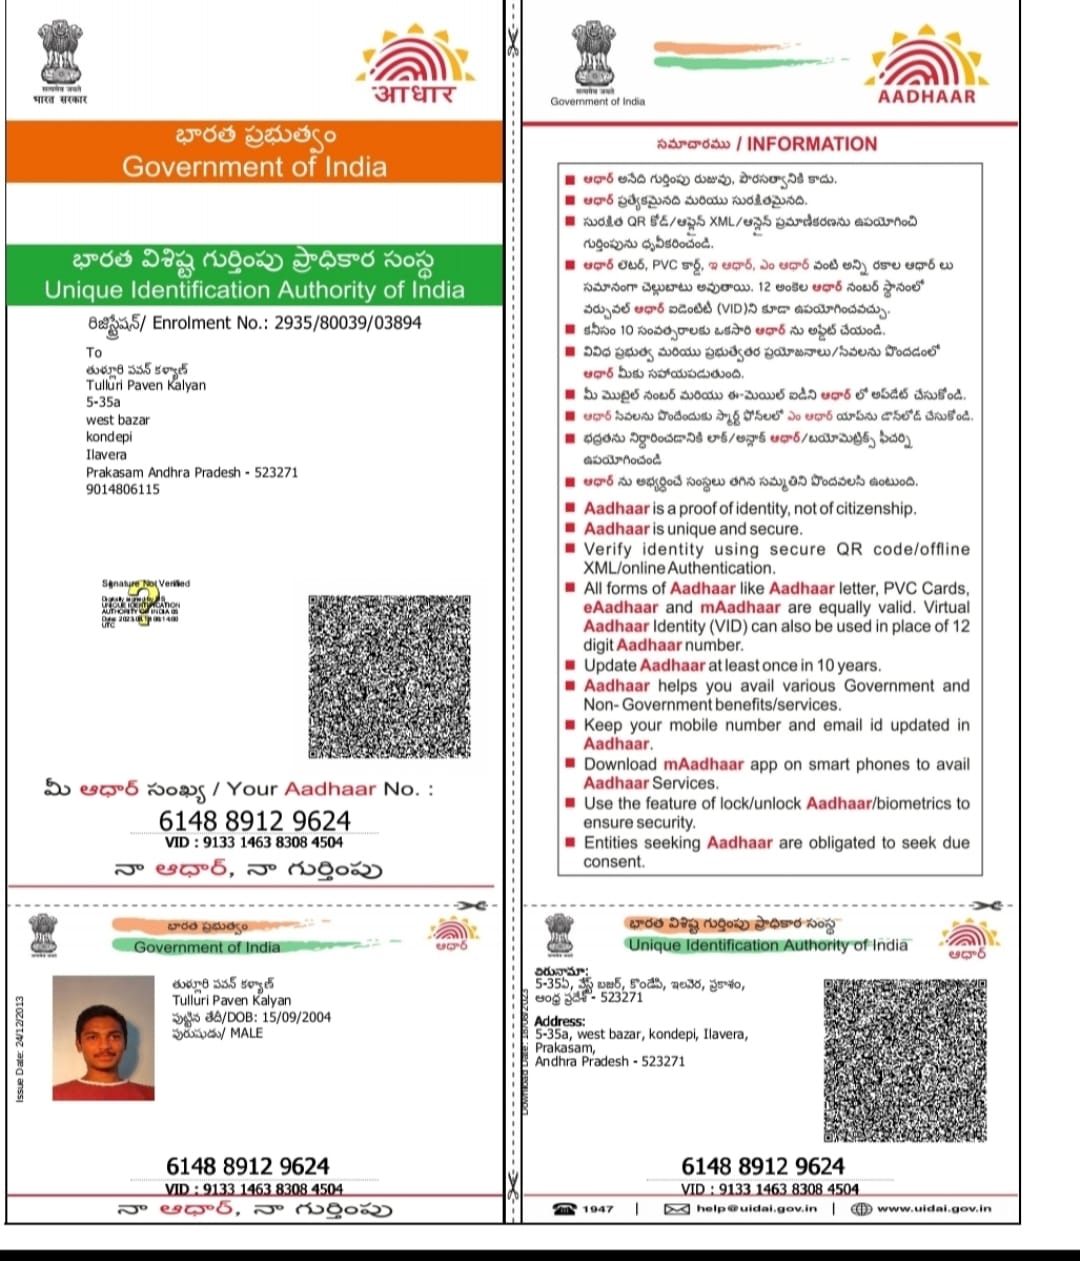 सत्यमेव जयते
भारत सरकार
आधार
భారత ప్రభుత్వం
Government of India
భారత విశిష్ట గుర్తింపు ప్రాధికార సంస్థ
Unique Identification Authority of India
రిజిస్ట్రేషన్/ Enrolment No.: 2935/80039/03894
To
తుళ్లూరి పవన్ కళ్యాణ్
Tulluri Paven Kalyan
5-35a
west bazar
kondepi
Ilavera
Prakasam Andhra Pradesh - 523271
9014806115
Signature Not Verified
Digitally signed by DS
UNIQUE IDENTIFICATION
AUTHORITY OF INDIA 05
UTC
మీ ఆధార్ సంఖ్య / Your Aadhaar No. :
6148 8912 9624
VID : 9133 1463 8308 4504
నా ఆధార్, నా గుర్తింపు
భారత ప్రభుత్వం
Government of India
ఆధార్
Issue Date: 24/12/2013
తుళ్లూరి పవన్ కళ్యాణ్
Tulluri Paven Kalyan
పుట్టిన తేదీ/DOB: 15/09/2004
పురుషుడు/ MALE
6148 8912 9624
VID : 9133 1463 8308 4504
నా ఆధార్, నా గుర్తింపు
सत्यमेव जयते
Government of India
AADHAAR
సమాచారము / INFORMATION
ఆధార్ అనేది గుర్తింపు రుజువు, పౌరసత్వానికి కాదు.
ఆధార్ ప్రత్యేకమైనది మరియు సురక్షితమైనది.
సురక్షిత QR కోడ్/ఆఫ్లైన్ XML/ఆన్లైన్ ప్రమాణీకరణను ఉపయోగించి
గుర్తింపును ధృవీకరించండి.
ఆధార్ లెటర్, PVC కార్డ్, ఇ ఆధార్, ఎం ఆధార్ వంటి అన్ని రకాల ఆధార్ లు
సమానంగా చెల్లుబాటు అవుతాయి. 12 అంకెల ఆధార్ నంబర్ స్థానంలో
వర్చువల్ ఆధార్ ఐడెంటిటీ (VID)ని కూడా ఉపయోగించవచ్చు.
కనీసం 10 సంవత్సరాలకు ఒకసారి ఆధార్ ను అప్డేట్ చేయండి.
వివిధ ప్రభుత్వ మరియు ప్రభుత్వేతర ప్రయోజనాలు/సేవలను పొందడంలో
ఆధార్ మీకు సహాయపడుతుంది.
మీ మొబైల్ నంబర్ మరియు ఈ-మెయిల్ ఐడీని ఆధార్ లో అప్‌డేట్ చేసుకోండి.
ఆధార్ సేవలను పొందేందుకు స్మార్ట్ ఫోన్‌లలో ఎం ఆధార్ యాప్‌ను డౌన్‌లోడ్ చేసుకోండి.
భద్రతను నిర్ధారించడానికి లాక్/అన్లాక్ ఆధార్/బయోమెట్రిక్స్ ఫీచర్ని
ఉపయోగించండి
ఆధార్ ను అభ్యర్థించే సంస్థలు తగిన సమ్మతిని పొందవలసి ఉంటుంది.
Aadhaar is a proof of identity, not of citizenship.
Aadhaar is unique and secure.
Verify identity using secure QR code/offline
XML/online Authentication.
All forms of Aadhaar like Aadhaar letter, PVC Cards,
eAadhaar and mAadhaar are equally valid. Virtual
Aadhaar Identity (VID) can also be used in place of 12
digit Aadhaar number.
Update Aadhaar at least once in 10 years.
Aadhaar helps you avail various Government and
Non- Government benefits/services.
Keep your mobile number and email id updated in
Aadhaar.
Download mAadhaar app on smart phones to avail
Aadhaar Services.
Use the feature of lock/unlock Aadhaar/biometrics to
ensure security.
Entities seeking Aadhaar are obligated to seek due
consent.
భారత విశిష్ట గుర్తింపు ప్రాధికార సంస్థ
Unique Identification Authority of India
ఆధార్
చిరునామా:
5-35ఏ, వేస్ట్ బజర్, కొండేపి, ఇలవెర, ప్రకాశం,
ఆంధ్ర ప్రదేశ్ - 523271
Address:
5-35a, west bazar, kondepi, Ilavera,
Prakasam,
Andhra Pradesh - 523271
6148 8912 9624
VID : 9133 1463 8308 4504
1947 | help@uidai.gov.in | www.uidai.gov.in